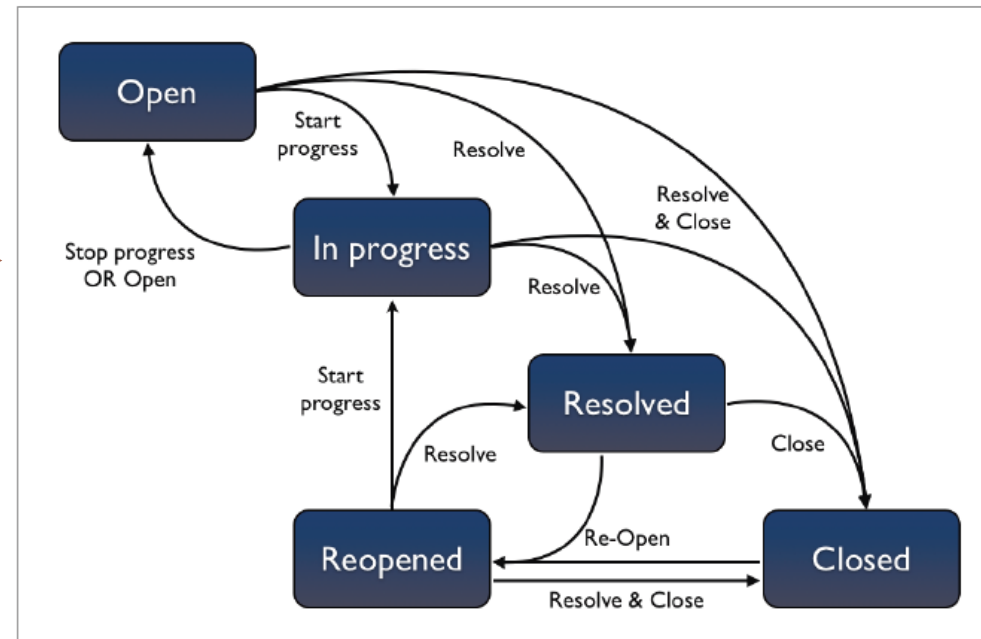 Open
Start
progress
Resolve
Resolve
& Close
Stop progress
OR Open
In progress
Resolve
Start
progress
Resolved
Resolve
Close
Re-Open
Reopened
Closed
Resolve & Close